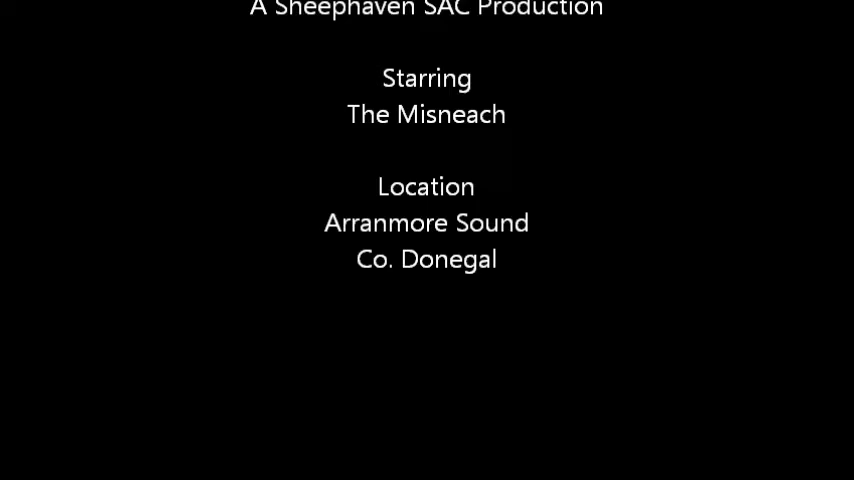 A Sheephaven SAC Production
Starring
The Misneach
Location
Arranmore Sound
Co. Donegal